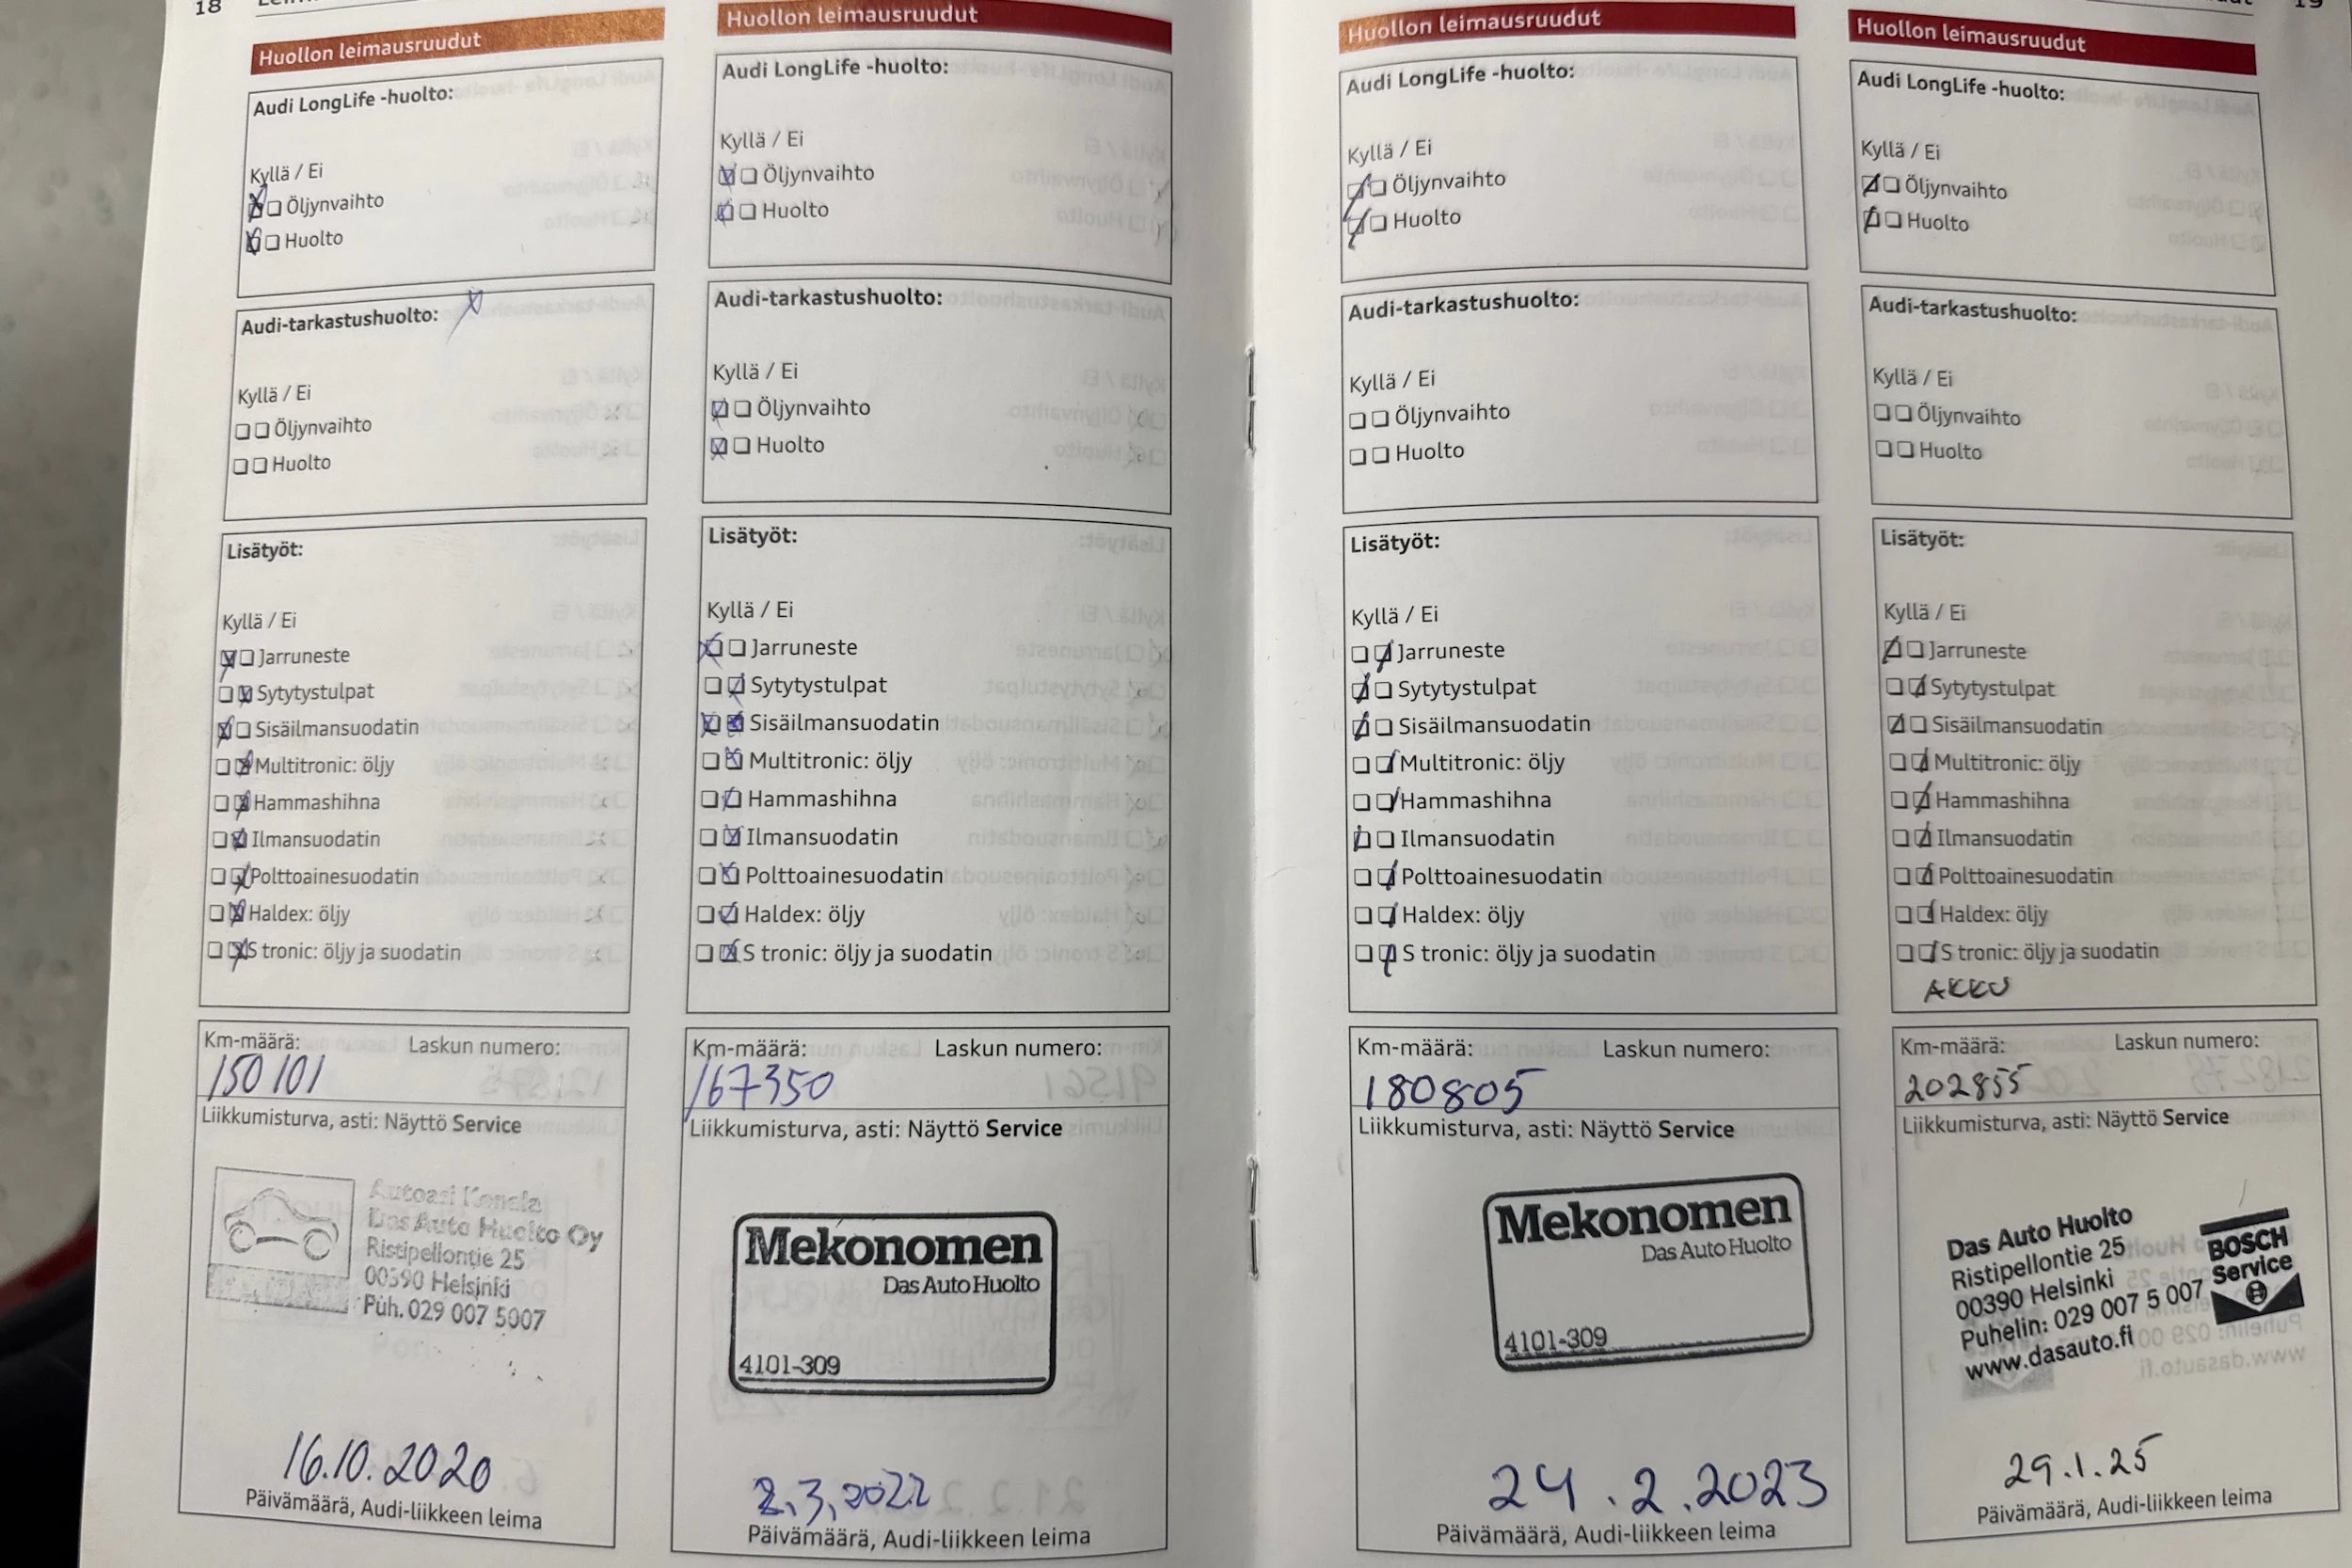 18
Huollon leimausruudut
Audi LongLife -huolto:
Kyllä / Ei
Öljynvaihto
Huolto
Audi-tarkastushuolto:
Kyllä / Ei
Öljynvaihto
Huolto
Lisätyöt:
Kyllä / Ei
Jarruneste
Sytytystulpat
Sisäilmansuodatin
Multitronic: öljy
Hammashihna
Ilmansuodatin
Polttoainesuodatin
Haldex: öljy
S tronic: öljy ja suodatin
Km-määrä: Laskun numero:
150101
Liikkumisturva, asti: Näyttö Service
Autoasi Konala
Das Auto Huolto Oy
Ristipellontie 25
00390 Helsinki
Puh. 029 007 5007
16.10.2020
Päivämäärä, Audi-liikkeen leima
Huollon leimausruudut
Audi LongLife -huolto:
Kyllä / Ei
Öljynvaihto
Huolto
Audi-tarkastushuolto:
Kyllä / Ei
Öljynvaihto
Huolto
Lisätyöt:
Kyllä / Ei
Jarruneste
Sytytystulpat
Sisäilmansuodatin
Multitronic: öljy
Hammashihna
Ilmansuodatin
Polttoainesuodatin
Haldex: öljy
S tronic: öljy ja suodatin
Km-määrä: Laskun numero:
167350
Liikkumisturva, asti: Näyttö Service
Mekonomen
Das Auto Huolto
4101-309
2.3.2022
Päivämäärä, Audi-liikkeen leima
Huollon leimausruudut
Audi LongLife -huolto:
Kyllä / Ei
Öljynvaihto
Huolto
Audi-tarkastushuolto:
Kyllä / Ei
Öljynvaihto
Huolto
Lisätyöt:
Kyllä / Ei
Jarruneste
Sytytystulpat
Sisäilmansuodatin
Multitronic: öljy
Hammashihna
Ilmansuodatin
Polttoainesuodatin
Haldex: öljy
S tronic: öljy ja suodatin
Km-määrä: Laskun numero:
180805
Liikkumisturva, asti: Näyttö Service
Mekonomen
Das Auto Huolto
4101-309
24.2.2023
Päivämäärä, Audi-liikkeen leima
19
Huollon leimausruudut
Audi LongLife -huolto:
Kyllä / Ei
Öljynvaihto
Huolto
Audi-tarkastushuolto:
Kyllä / Ei
Öljynvaihto
Huolto
Lisätyöt:
Kyllä / Ei
Jarruneste
Sytytystulpat
Sisäilmansuodatin
Multitronic: öljy
Hammashihna
Ilmansuodatin
Polttoainesuodatin
Haldex: öljy
S tronic: öljy ja suodatin
AKKU
Km-määrä: Laskun numero:
202855
Liikkumisturva, asti: Näyttö Service
Das Auto Huolto
Ristipellontie 25
00390 Helsinki
Puhelin: 029 007 5 007
www.dasauto.fi
BOSCH
Service
29.1.25
Päivämäärä, Audi-liikkeen leima